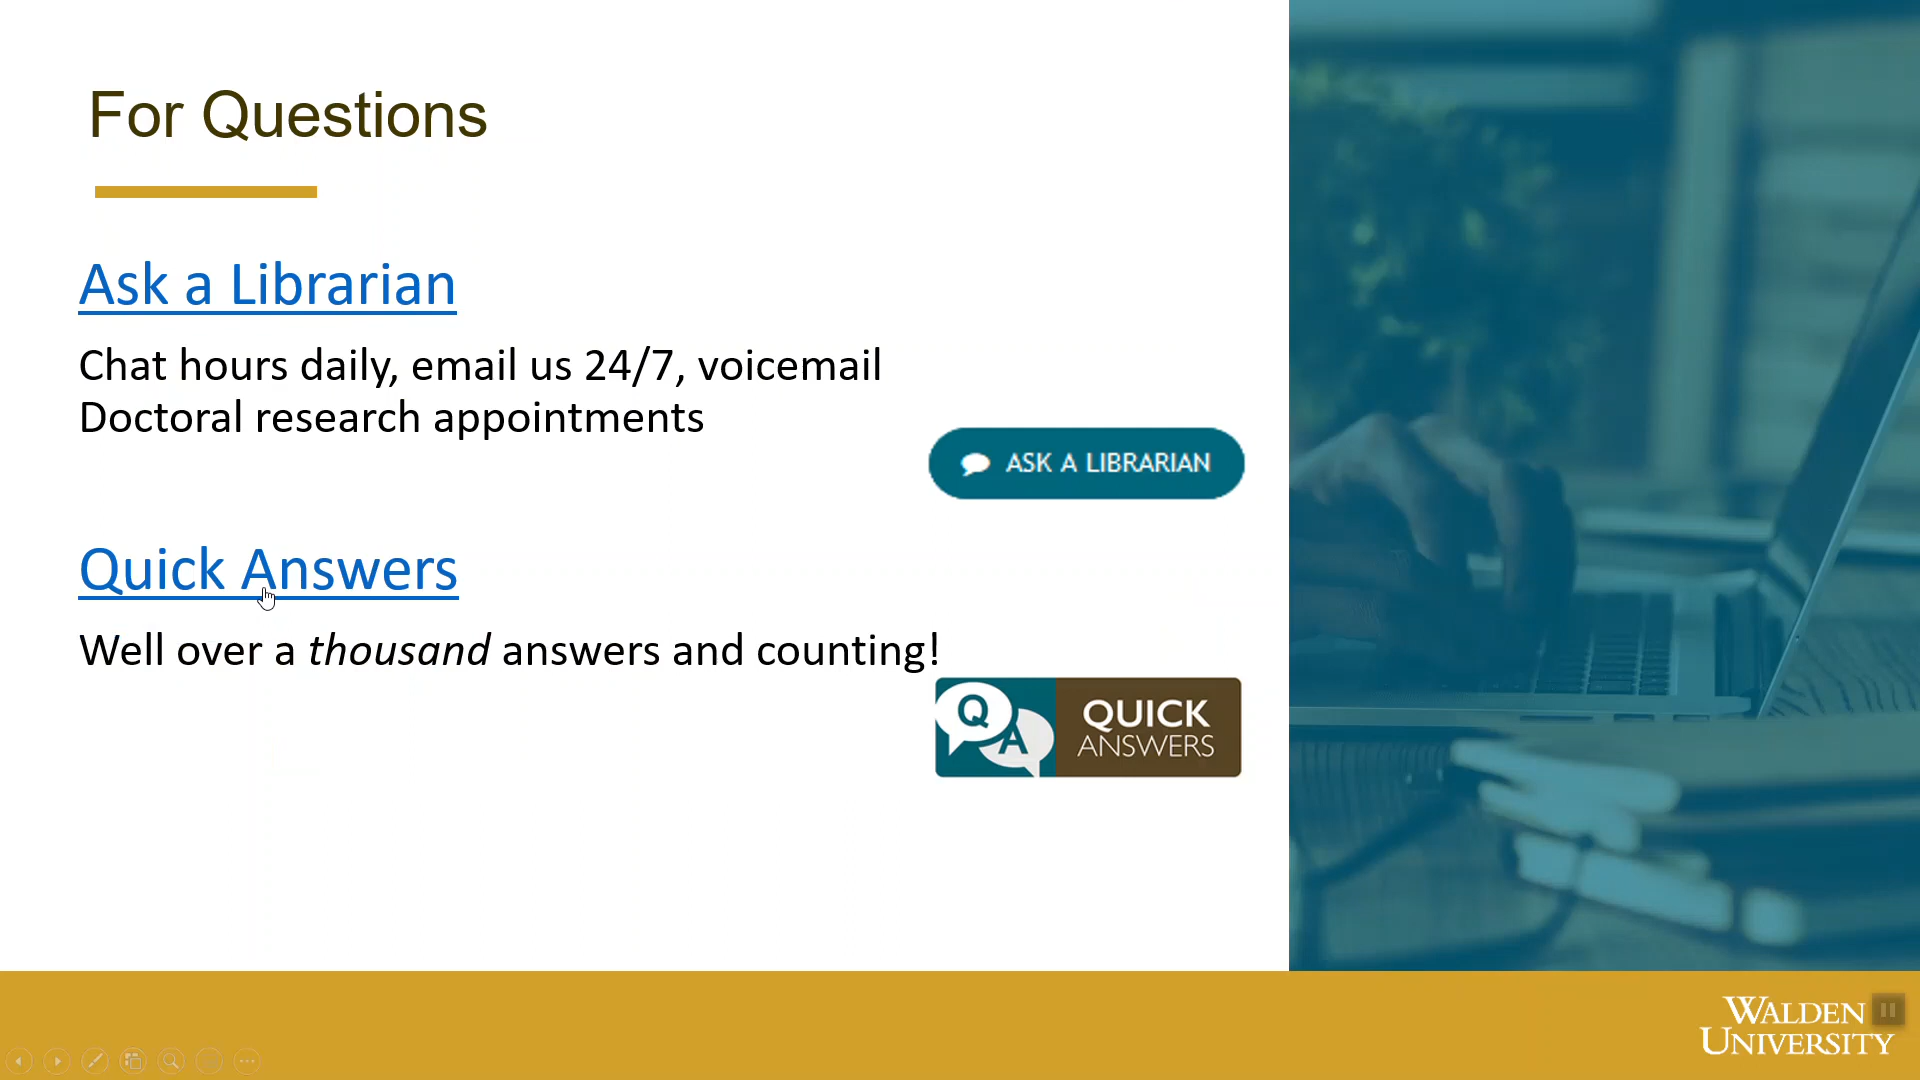 For Questions
Ask a Librarian
Chat hours daily, email us 24/7, voicemail
Doctoral research appointments
ASK A LIBRARIAN
Quick Answers
Well over a thousand answers and counting!
Q
A
QUICK
ANSWERS
WALDEN
UNIVERSITY